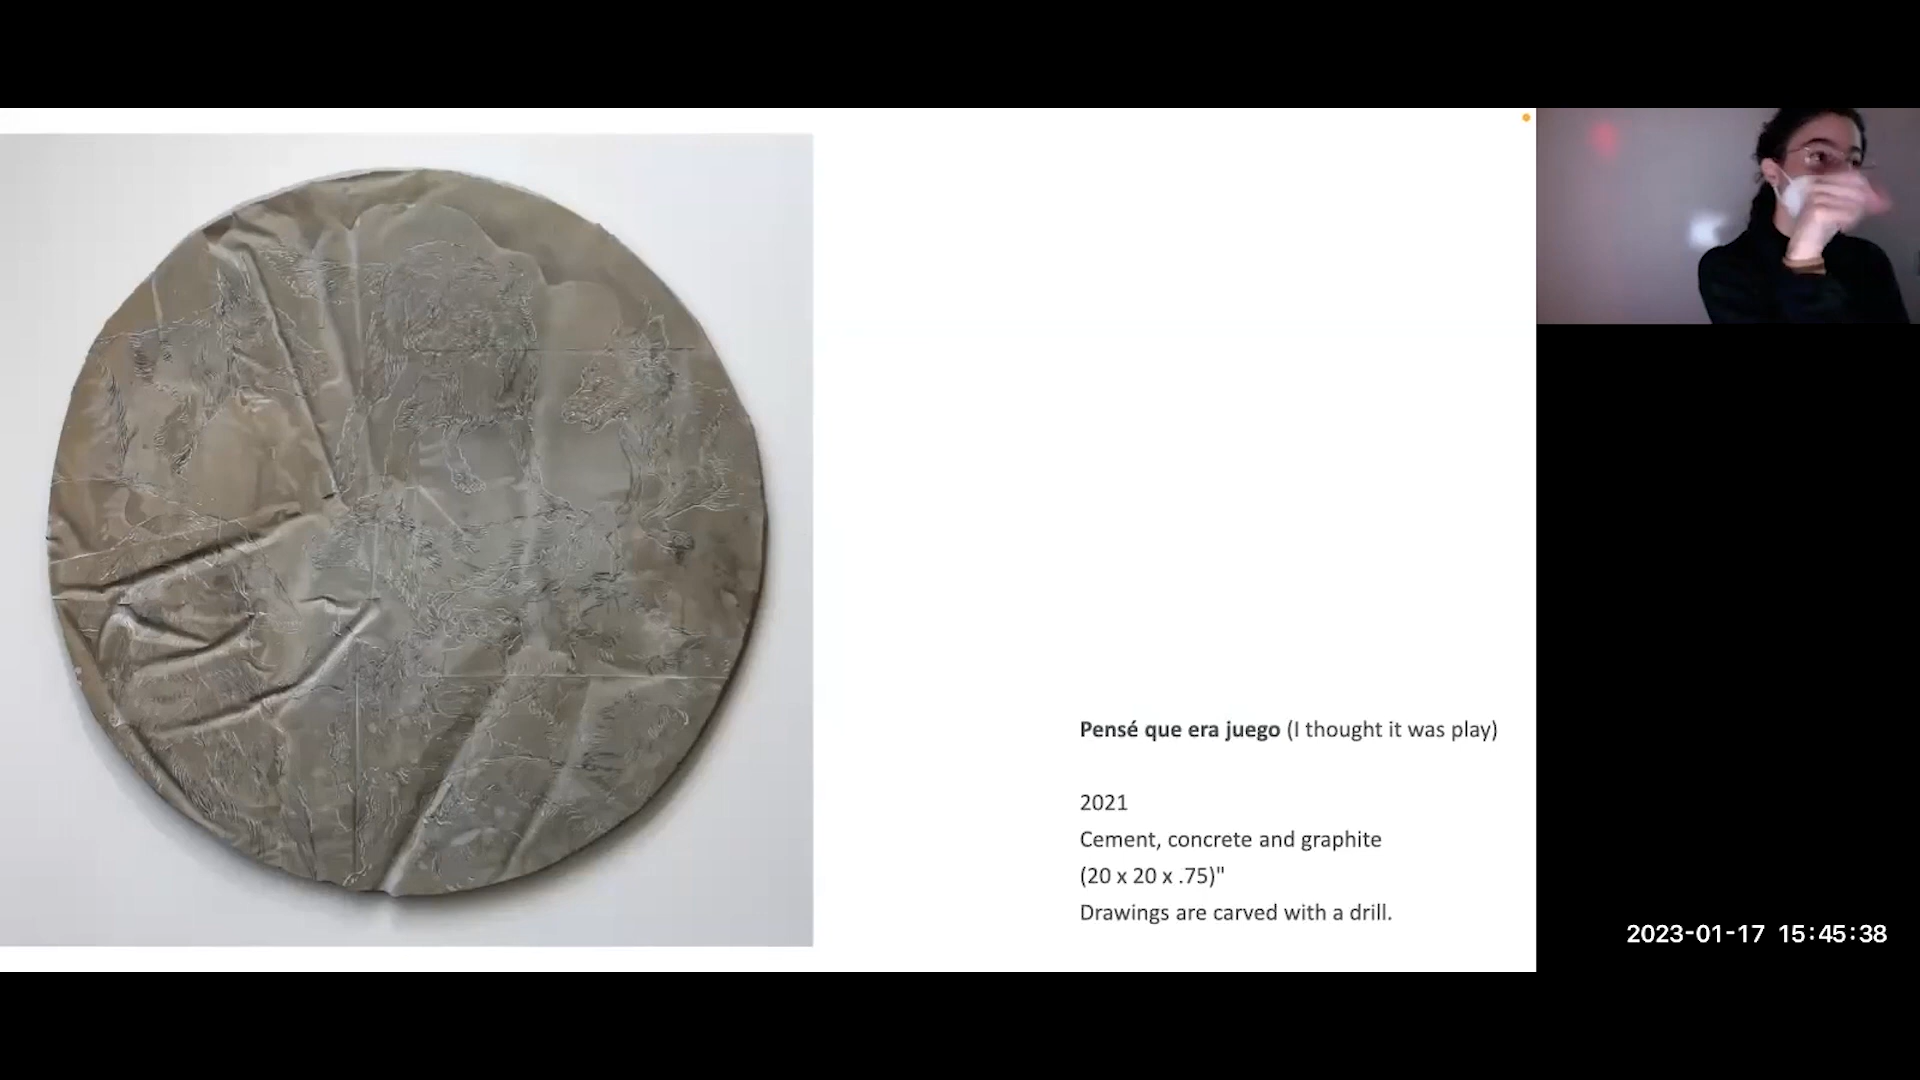 Pensé que era juego (I thought it was play)
2021
Cement, concrete and graphite
(20 x 20 x .75)"
Drawings are carved with a drill.
2023-01-17 15:45:38